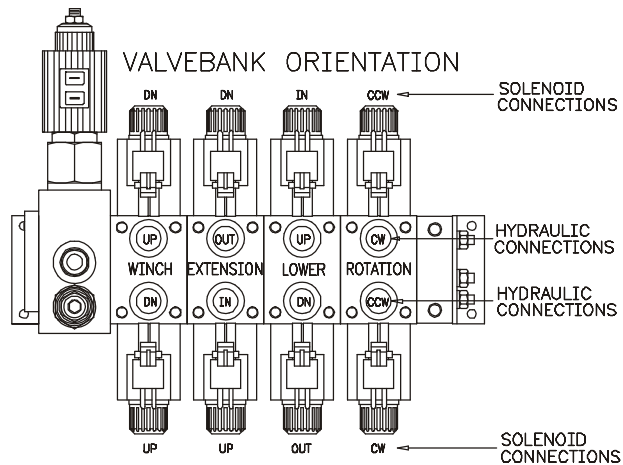 VALVEBANK ORIENTATION
DN DN IN CCW SOLENOID
CONNECTIONS
UP OUT UP CW HYDRAULIC
CONNECTIONS
WINCH EXTENSION LOWER ROTATION
DN IN DN CCW HYDRAULIC
CONNECTIONS
UP UP OUT CW SOLENOID
CONNECTIONS